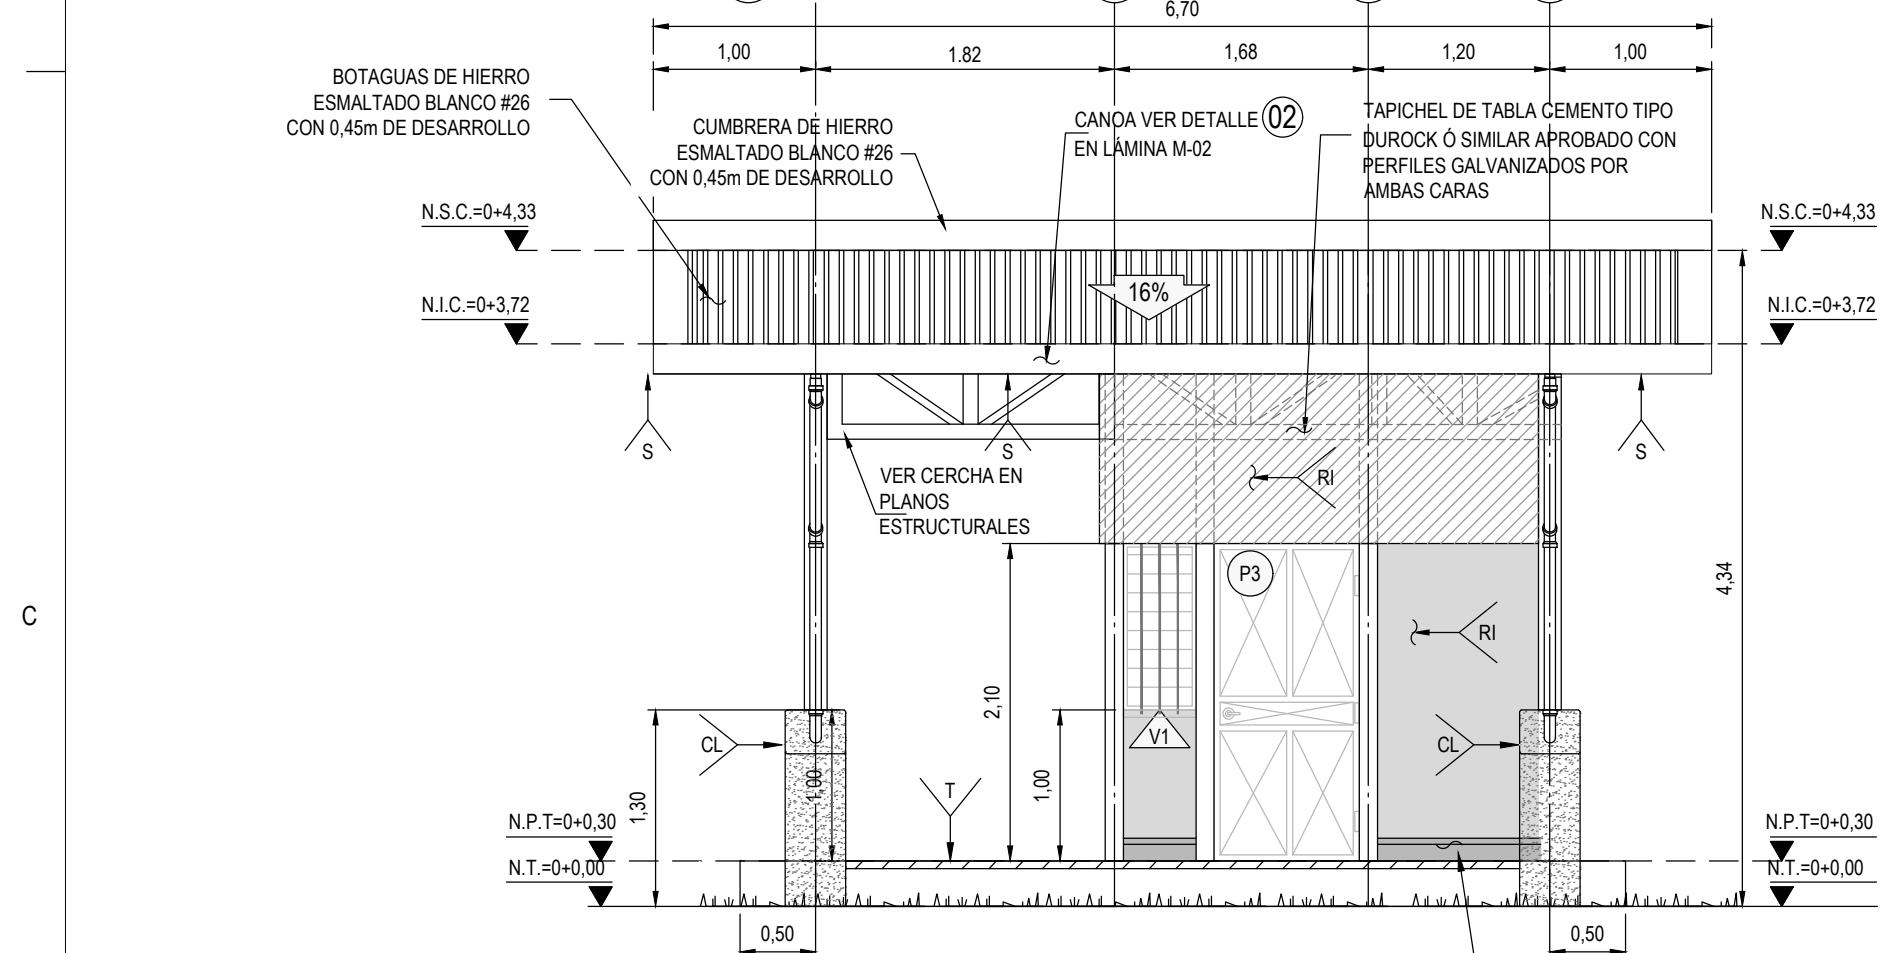 6,70
1,00
1.82
1,68
1,20
1,00
BOTAGUAS DE HIERRO
ESMALTADO BLANCO #26
CON 0,45m DE DESARROLLO
CUMBRERA DE HIERRO
ESMALTADO BLANCO #26
CON 0,45m DE DESARROLLO
CANOA VER DETALLE 02
EN LÁMINA M-02
TAPICHEL DE TABLA CEMENTO TIPO
DUROCK Ó SIMILAR APROBADO CON
PERFILES GALVANIZADOS POR
AMBAS CARAS
N.S.C.=0+4,33
N.S.C.=0+4,33
N.I.C.=0+3,72
16%
N.I.C.=0+3,72
S
S
S
VER CERCHA EN
PLANOS
ESTRUCTURALES
RI
P3
4,34
C
RI
2,10
CL
V1
CL
1,30
1,00
T
1,00
N.P.T=0+0,30
N.P.T=0+0,30
N.T.=0+0,00
N.T.=0+0,00
0,50
0,50